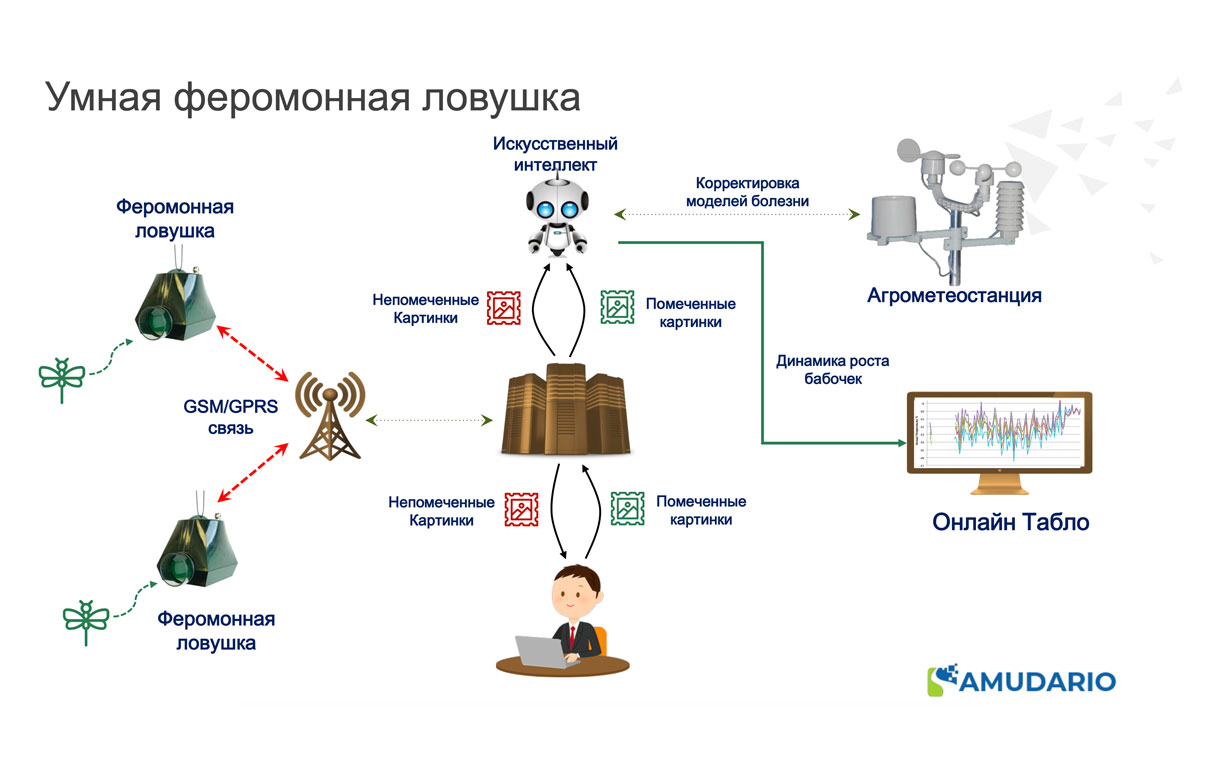 Умная феромонная ловушка
Искусственный
интеллект
Корректировка
моделей болезни
Феромонная
ловушка
Агрометеостанция
Непомеченные
Картинки
Помеченные
картинки
Динамика роста
бабочек
GSM/GPRS
связь
Непомеченные
Картинки
Помеченные
картинки
Онлайн Табло
Феромонная
ловушка
AMUDARIO